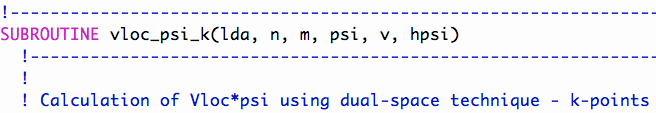 !-----------------------------------------------------------------
SUBROUTINE vloc_psi_k(lda, n, m, psi, v, hpsi)
  !---------------------------------------------------------------
  !
  ! Calculation of Vloc*psi using dual-space technique - k-points